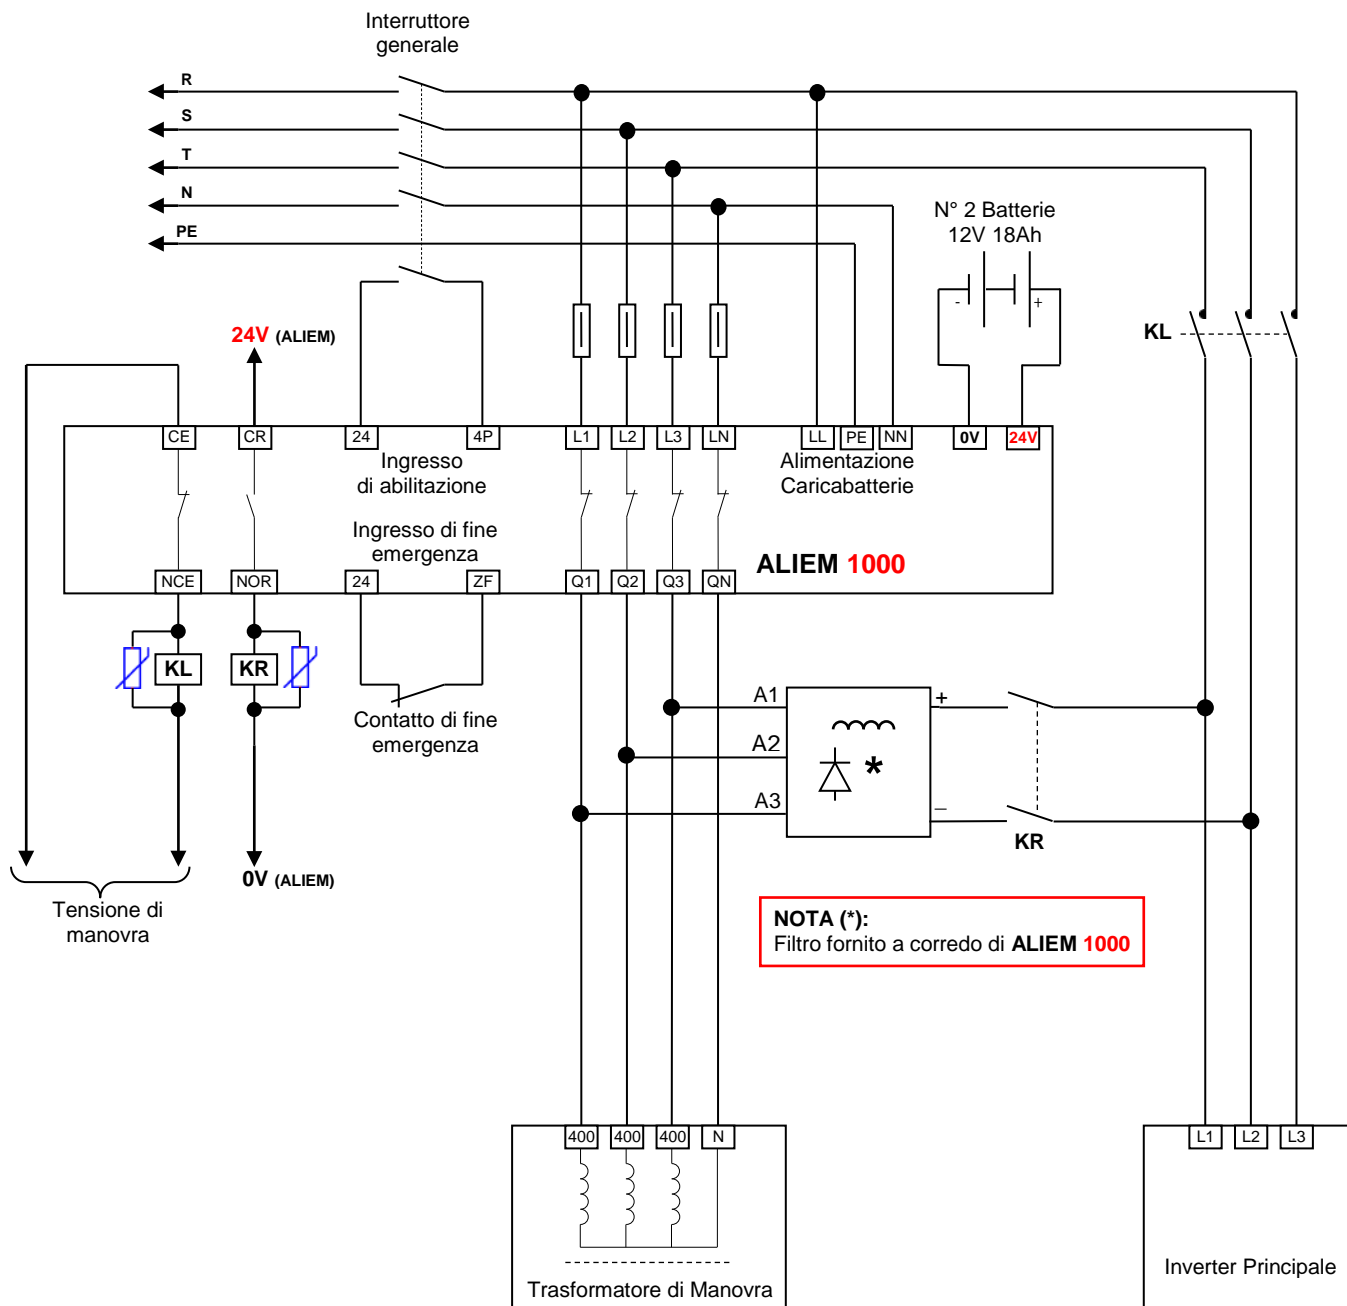 Interruttore
generale
R
S
T
N
PE
N° 2 Batterie
12V 18Ah
- +
24V (ALIEM)
KL
CE CR 24 4P L1 L2 L3 LN LL PE NN 0V 24V
Ingresso
di abilitazione
Alimentazione
Caricabatterie
Ingresso di fine
emergenza
ALIEM 1000
NCE NOR 24 ZF Q1 Q2 Q3 QN
KL KR
Contatto di fine
emergenza
A1 +
A2
*
A3 –
KR
0V (ALIEM)
Tensione di
manovra
NOTA (*):
Filtro fornito a corredo di ALIEM 1000
400 400 400 N
L1 L2 L3
Trasformatore di Manovra
Inverter Principale